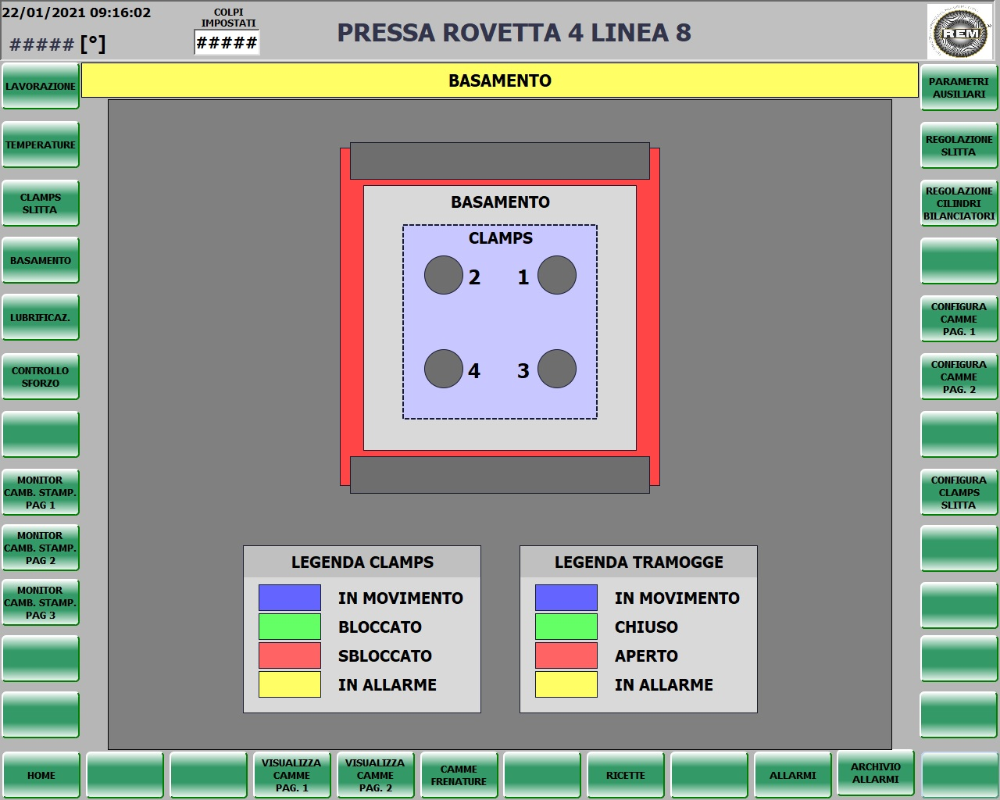 22/01/2021 09:16:02
##### [°]
COLPI
IMPOSTATI
#####
PRESSA ROVETTA 4 LINEA 8
REM
BASAMENTO
LAVORAZIONE
TEMPERATURE
CLAMPS
SLITTA
BASAMENTO
LUBRIFICAZ.
CONTROLLO
SFORZO
MONITOR
CAMB. STAMP.
PAG 1
MONITOR
CAMB. STAMP.
PAG 2
MONITOR
CAMB. STAMP.
PAG 3
BASAMENTO
CLAMPS
2 1
4 3
LEGENDA CLAMPS
IN MOVIMENTO
BLOCCATO
SBLOCCATO
IN ALLARME
LEGENDA TRAMOGGE
IN MOVIMENTO
CHIUSO
APERTO
IN ALLARME
PARAMETRI
AUSILIARI
REGOLAZIONE
SLITTA
REGOLAZIONE
CILINDRI
BILANCIATORI
CONFIGURA
CAMME
PAG. 1
CONFIGURA
CAMME
PAG. 2
CONFIGURA
CLAMPS
SLITTA
HOME
VISUALIZZA
CAMME
PAG. 1
VISUALIZZA
CAMME
PAG. 2
CAMME
FRENATURE
RICETTE
ALLARMI
ARCHIVIO
ALLARMI